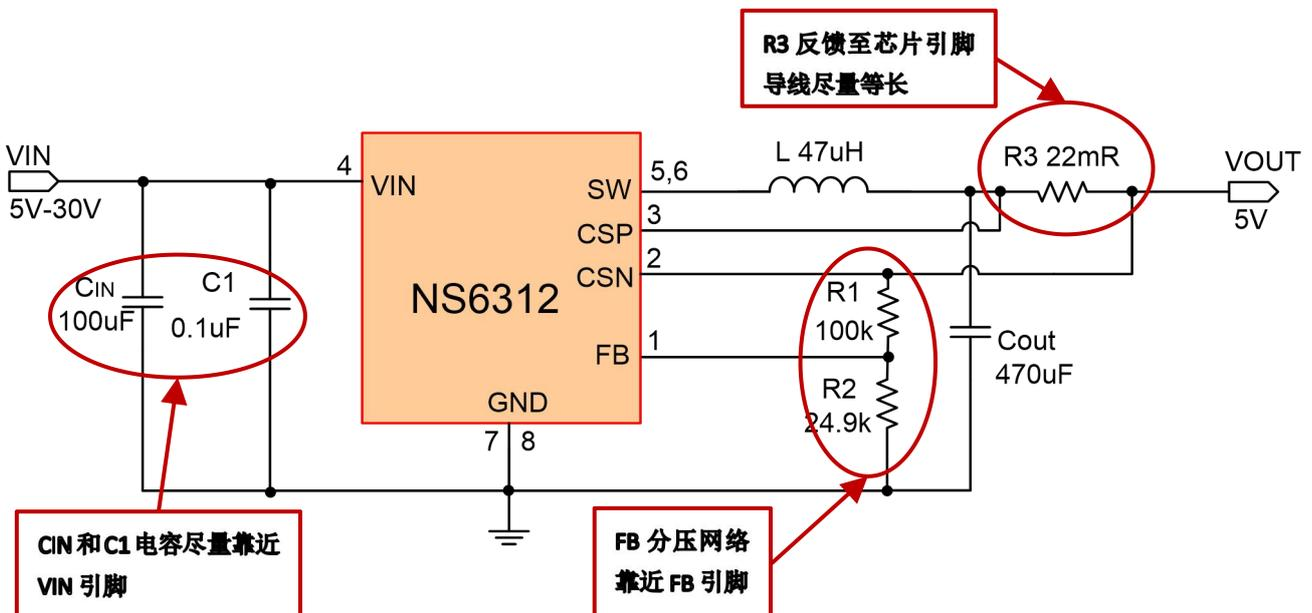 R3 反馈至芯片引脚
导线尽量等长
VIN
5V-30V
4
VIN
SW
5,6
L 47uH
R3 22mR
VOUT
5V
CSP
3
CSN
2
CIN
100uF
C1
0.1uF
NS6312
R1
100k
FB
1
R2
24.9k
Cout
470uF
GND
7
8
CIN 和 C1 电容尽量靠近
VIN 引脚
FB 分压网络
靠近 FB 引脚